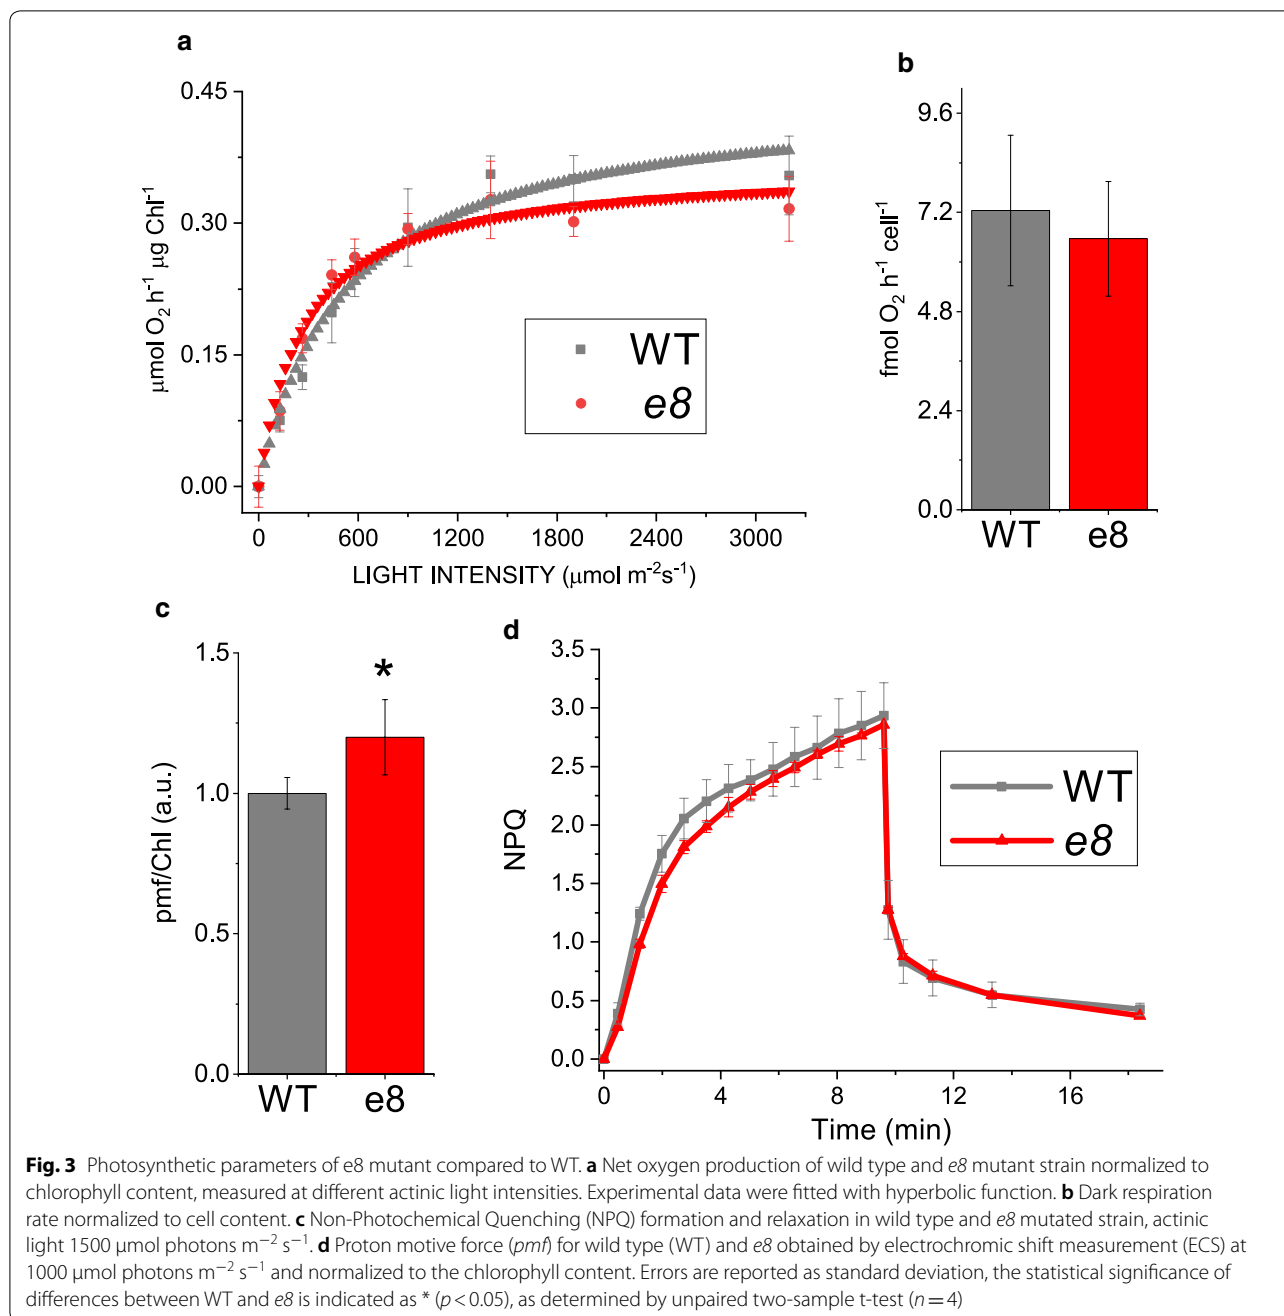 a
0.45
0.30
0.15
0.00
μmol O₂ h⁻¹ μg Chl⁻¹
WT
e8
0 600 1200 1800 2400 3000
LIGHT INTENSITY (μmol m⁻²s⁻¹)
b
9.6
7.2
4.8
2.4
0.0
fmol O₂ h⁻¹ cell⁻¹
WT e8
c
1.5
1.0
0.5
0.0
pmf/Chl (a.u.)
*
WT e8
d
3.5
3.0
2.5
2.0
1.5
1.0
0.5
0.0
NPQ
WT
e8
0 4 8 12 16
Time (min)
Fig. 3 Photosynthetic parameters of e8 mutant compared to WT. a Net oxygen production of wild type and e8 mutant strain normalized to
chlorophyll content, measured at different actinic light intensities. Experimental data were fitted with hyperbolic function. b Dark respiration
rate normalized to cell content. c Non-Photochemical Quenching (NPQ) formation and relaxation in wild type and e8 mutated strain, actinic
light 1500 μmol photons m⁻² s⁻¹. d Proton motive force (pmf) for wild type (WT) and e8 obtained by electrochromic shift measurement (ECS) at
1000 μmol photons m⁻² s⁻¹ and normalized to the chlorophyll content. Errors are reported as standard deviation, the statistical significance of
differences between WT and e8 is indicated as * (p < 0.05), as determined by unpaired two-sample t-test (n = 4)